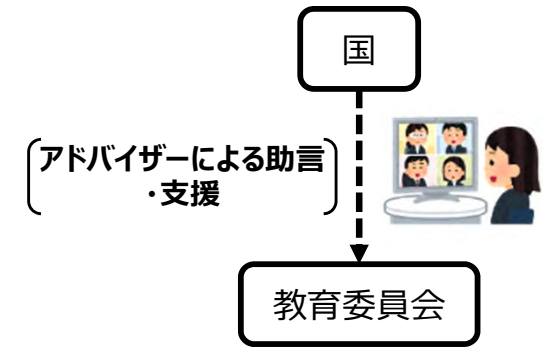 国
アドバイザーによる助言
・支援
教育委員会